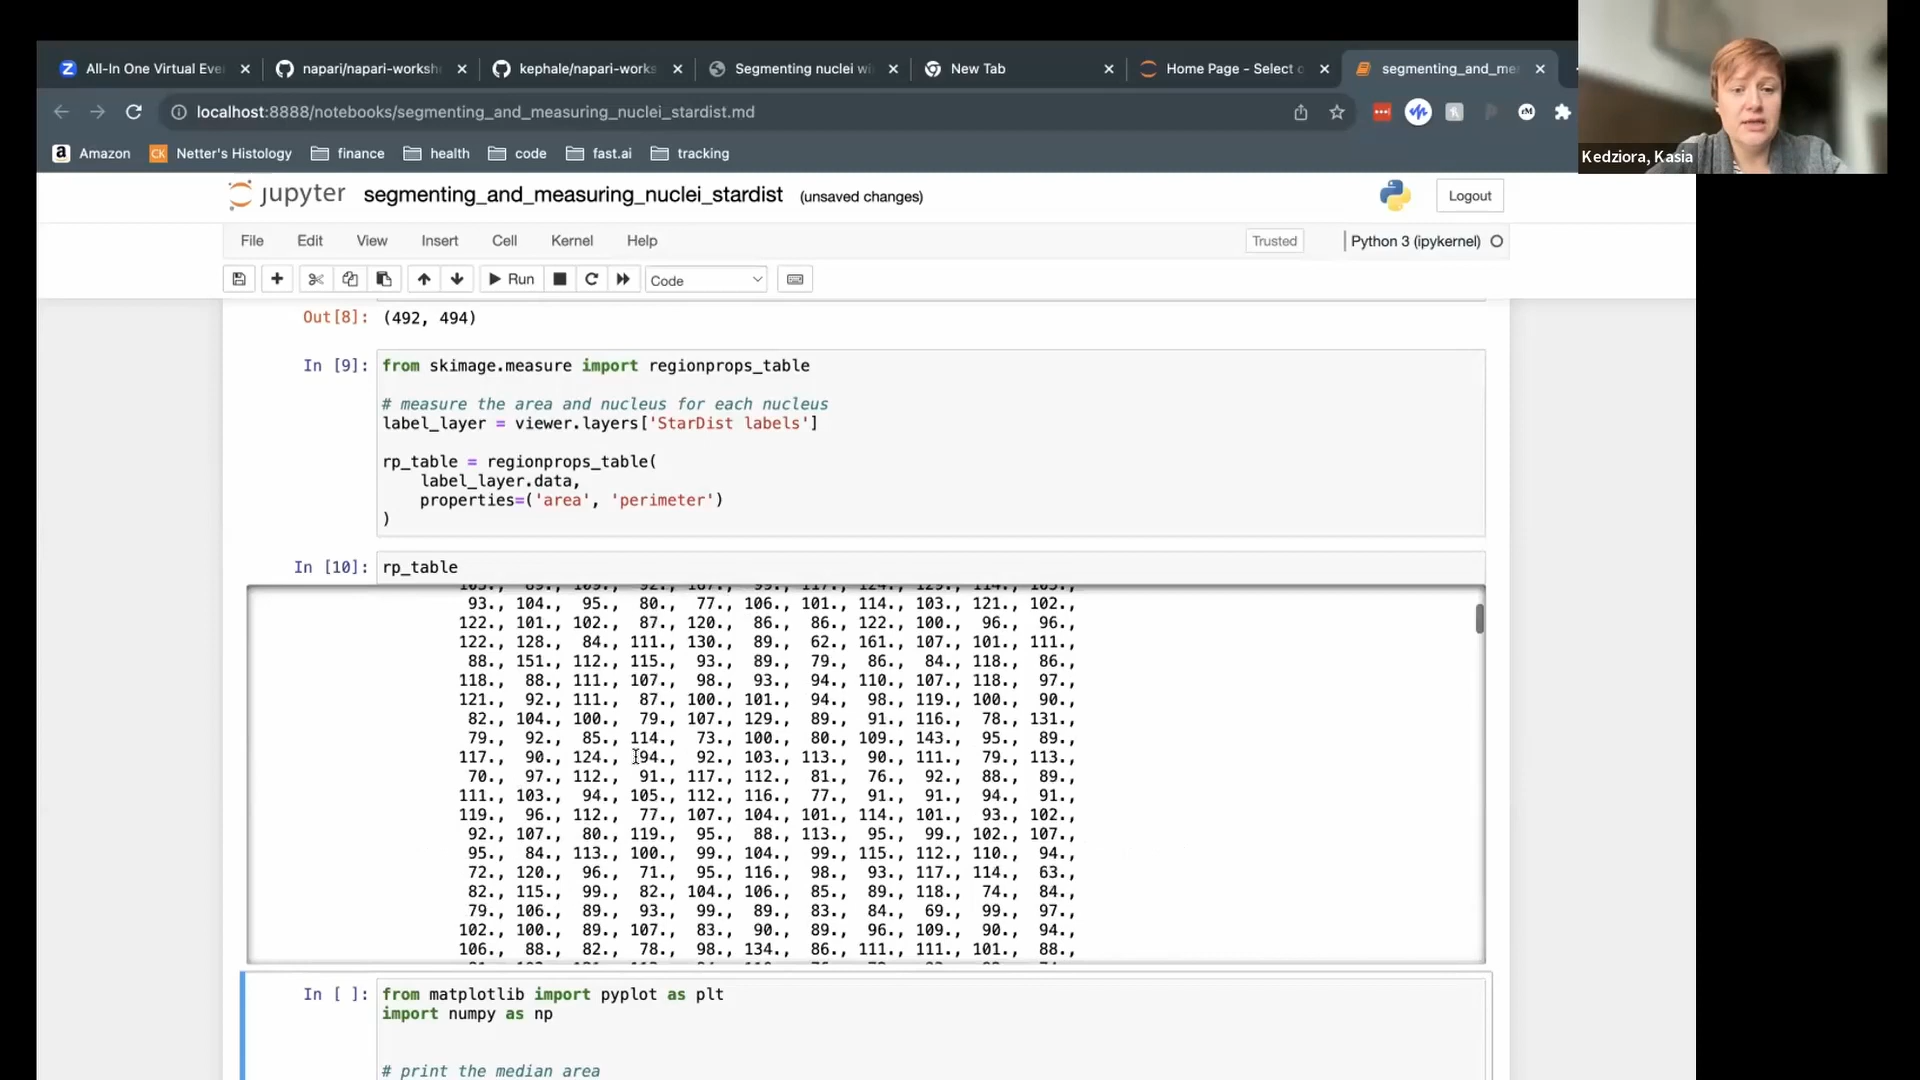 All-In One Virtual Eve
napari/napari-worksh
kephale/napari-works
Segmenting nuclei wi
New Tab
Home Page - Select o
segmenting_and_me
localhost:8888/notebooks/segmenting_and_measuring_nuclei_stardist.md
Amazon
Netter's Histology
finance
health
code
fast.ai
tracking
Kedziora, Kasia
jupyter
segmenting_and_measuring_nuclei_stardist
(unsaved changes)
Logout
File
Edit
View
Insert
Cell
Kernel
Help
Trusted
Python 3 (ipykernel)
Run
Code
Out[8]: (492, 494)
In [9]: from skimage.measure import regionprops_table
# measure the area and nucleus for each nucleus
label_layer = viewer.layers['StarDist labels']
rp_table = regionprops_table(
label_layer.data,
properties=('area', 'perimeter')
)
In [10]: rp_table
93., 104., 95., 80., 77., 106., 101., 114., 103., 121., 102.,
122., 101., 102., 87., 120., 86., 86., 122., 100., 96., 96.,
122., 128., 84., 111., 130., 89., 62., 161., 107., 101., 111.,
88., 151., 112., 115., 93., 89., 79., 86., 84., 118., 86.,
118., 88., 111., 107., 98., 93., 94., 110., 107., 118., 97.,
121., 92., 111., 87., 100., 101., 94., 98., 119., 100., 90.,
82., 104., 100., 79., 107., 129., 89., 91., 116., 78., 131.,
79., 92., 85., 114., 73., 100., 80., 109., 143., 95., 89.,
117., 90., 124., 94., 92., 103., 113., 90., 111., 79., 113.,
70., 97., 112., 91., 117., 112., 81., 76., 92., 88., 89.,
111., 103., 94., 105., 112., 116., 77., 91., 91., 94., 91.,
119., 96., 112., 77., 107., 104., 101., 114., 101., 93., 102.,
92., 107., 80., 119., 95., 88., 113., 95., 99., 102., 107.,
95., 84., 113., 100., 99., 104., 99., 115., 112., 110., 94.,
72., 120., 96., 71., 95., 116., 98., 93., 117., 114., 63.,
82., 115., 99., 82., 104., 106., 85., 89., 118., 74., 84.,
79., 106., 89., 93., 99., 89., 83., 84., 69., 99., 97.,
102., 100., 89., 107., 83., 90., 89., 96., 109., 90., 94.,
106., 88., 82., 78., 98., 134., 86., 111., 111., 101., 88.,
In [ ]: from matplotlib import pyplot as plt
import numpy as np
# print the median area